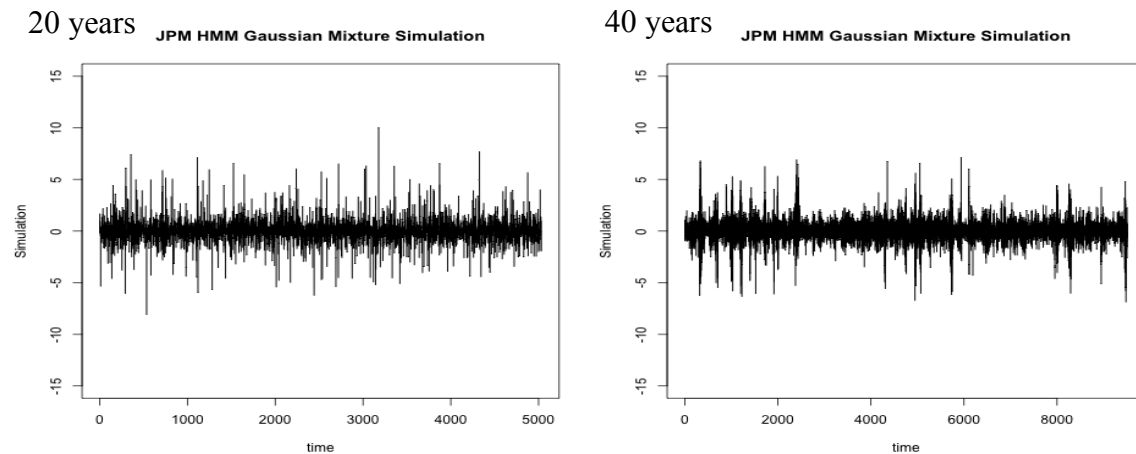 20 years
JPM HMM Gaussian Mixture Simulation
15
10
5
0
-5
-10
-15
Simulation
0 1000 2000 3000 4000 5000
time
40 years
JPM HMM Gaussian Mixture Simulation
15
10
5
0
-5
-10
-15
Simulation
0 2000 4000 6000 8000
time